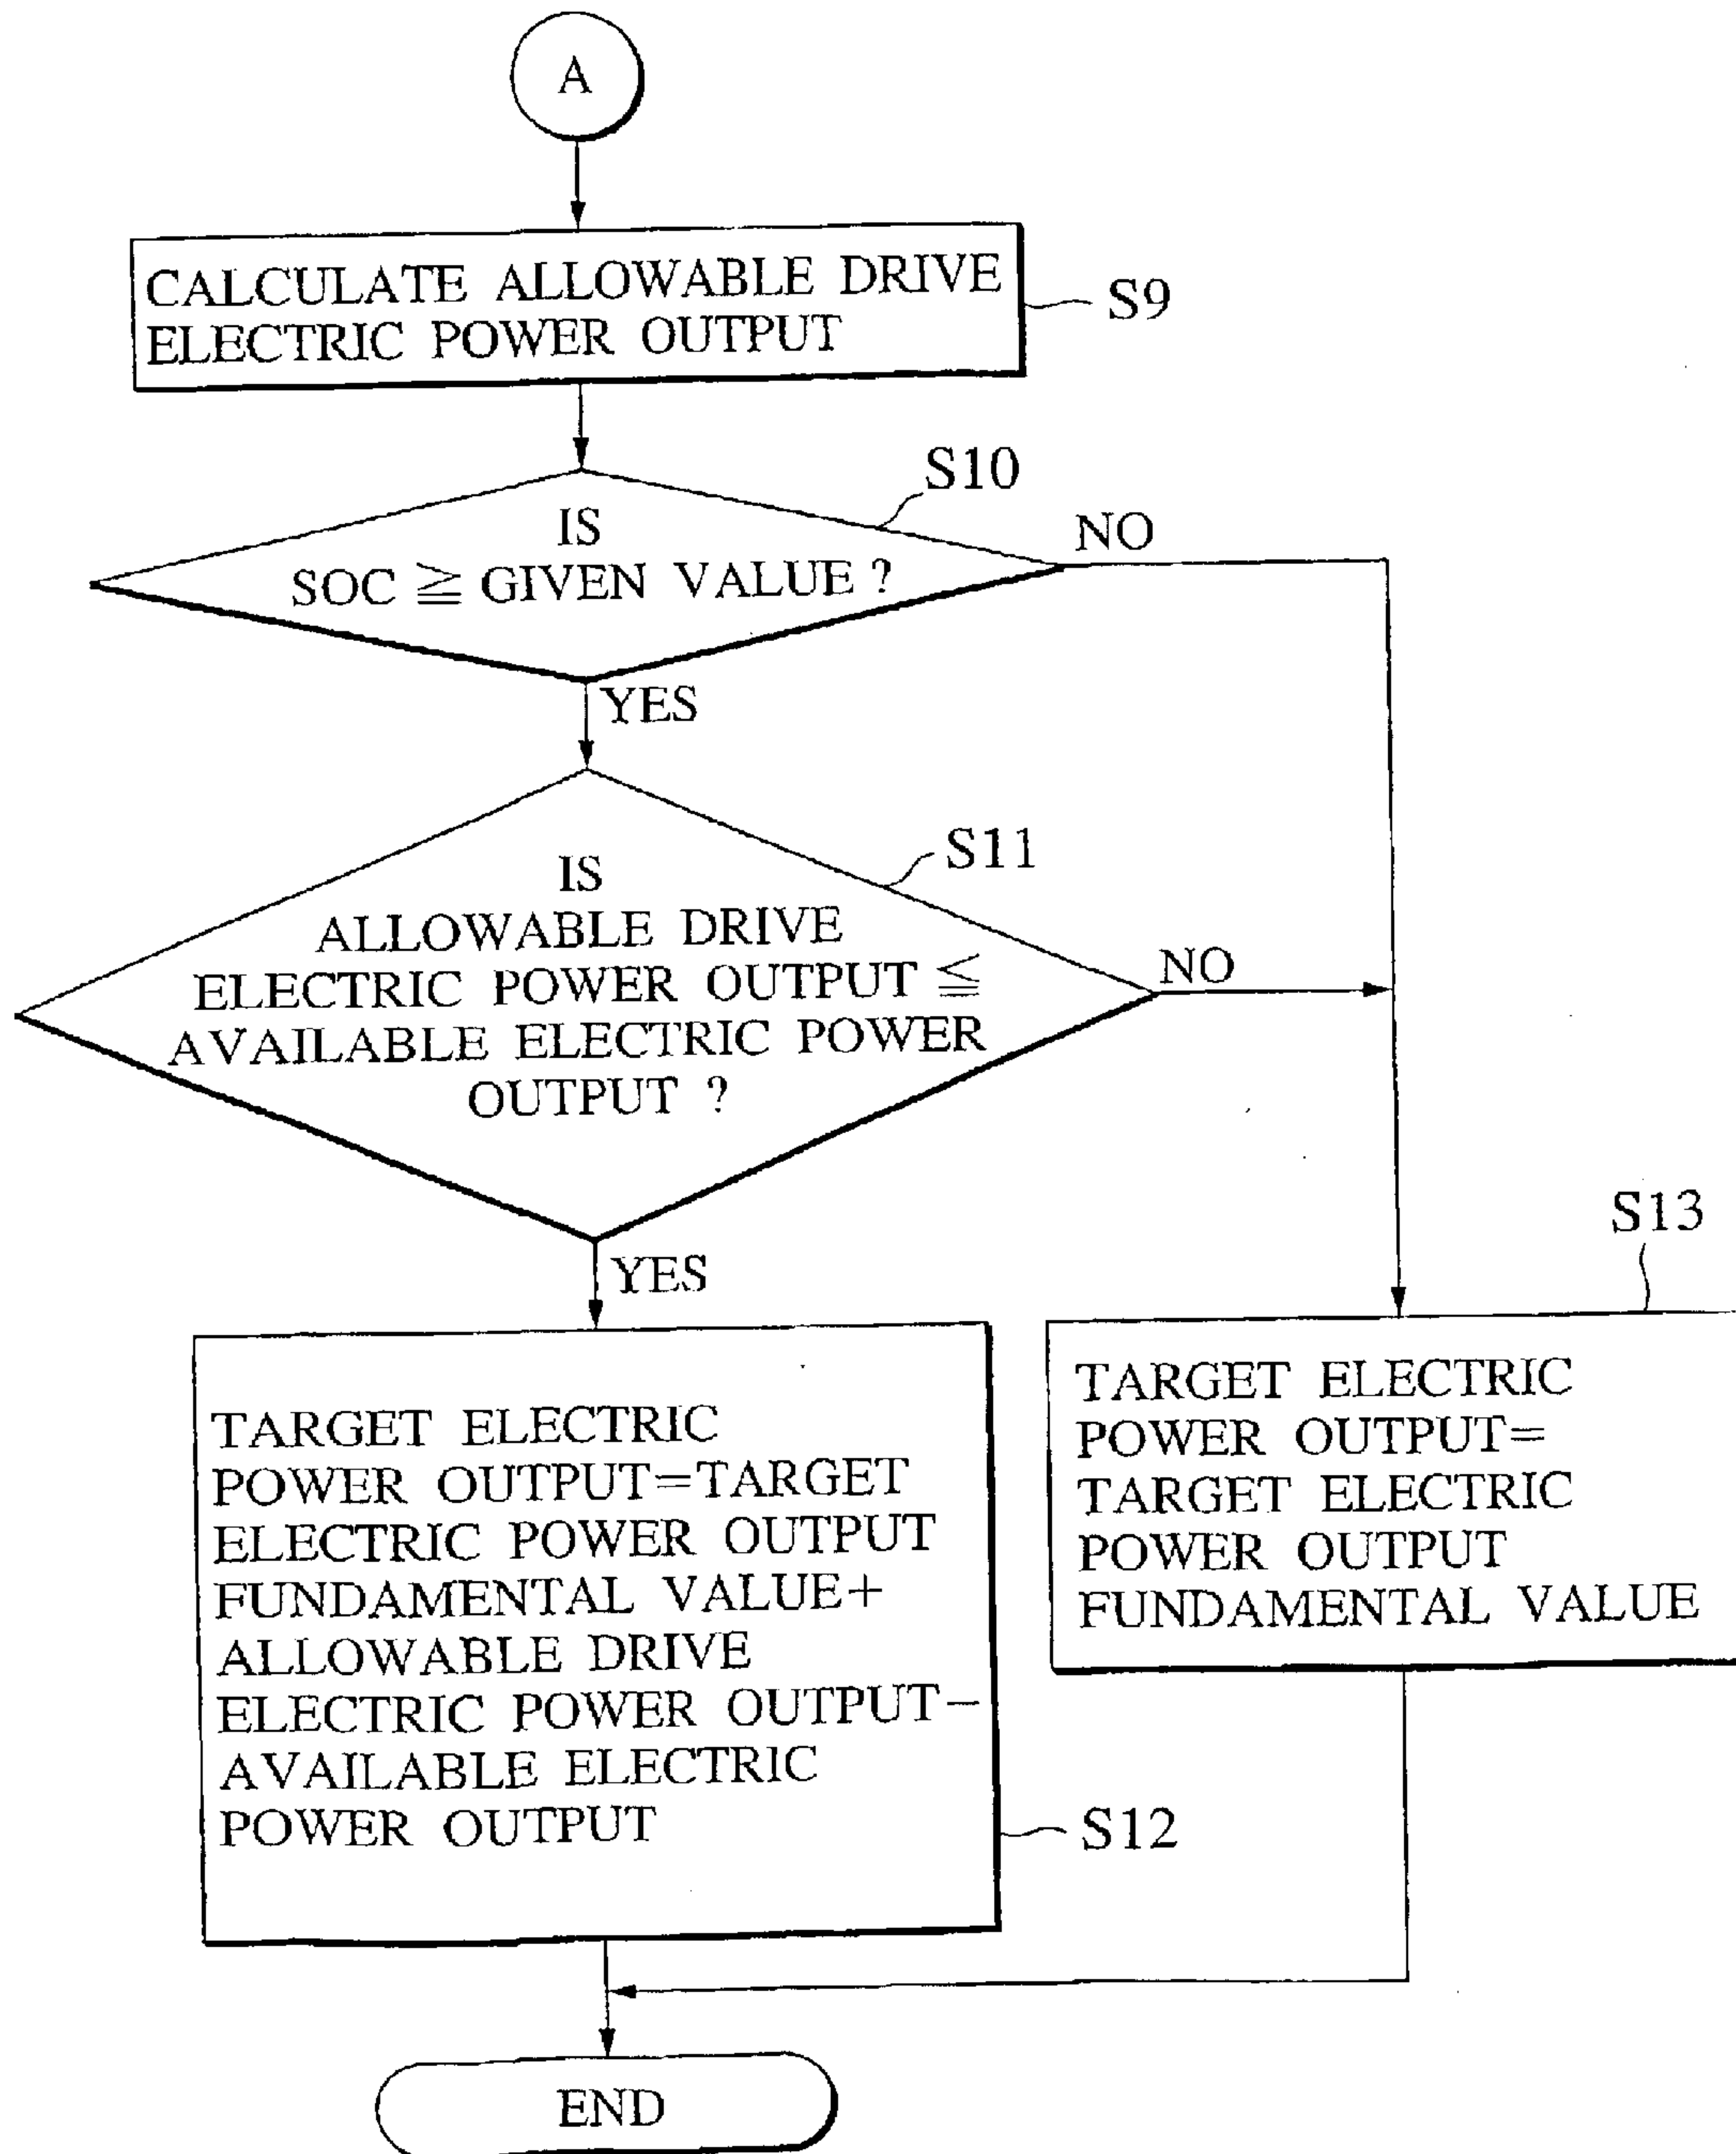 A
CALCULATE ALLOWABLE DRIVE
ELECTRIC POWER OUTPUT
S9
S10
IS
SOC ≧ GIVEN VALUE ?
NO
YES
S11
IS
ALLOWABLE DRIVE
ELECTRIC POWER OUTPUT ≦
AVAILABLE ELECTRIC POWER
OUTPUT ?
NO
YES
S13
TARGET ELECTRIC
POWER OUTPUT=
TARGET ELECTRIC
POWER OUTPUT
FUNDAMENTAL VALUE
TARGET ELECTRIC
POWER OUTPUT=TARGET
ELECTRIC POWER OUTPUT
FUNDAMENTAL VALUE+
ALLOWABLE DRIVE
ELECTRIC POWER OUTPUT-
AVAILABLE ELECTRIC
POWER OUTPUT
S12
END